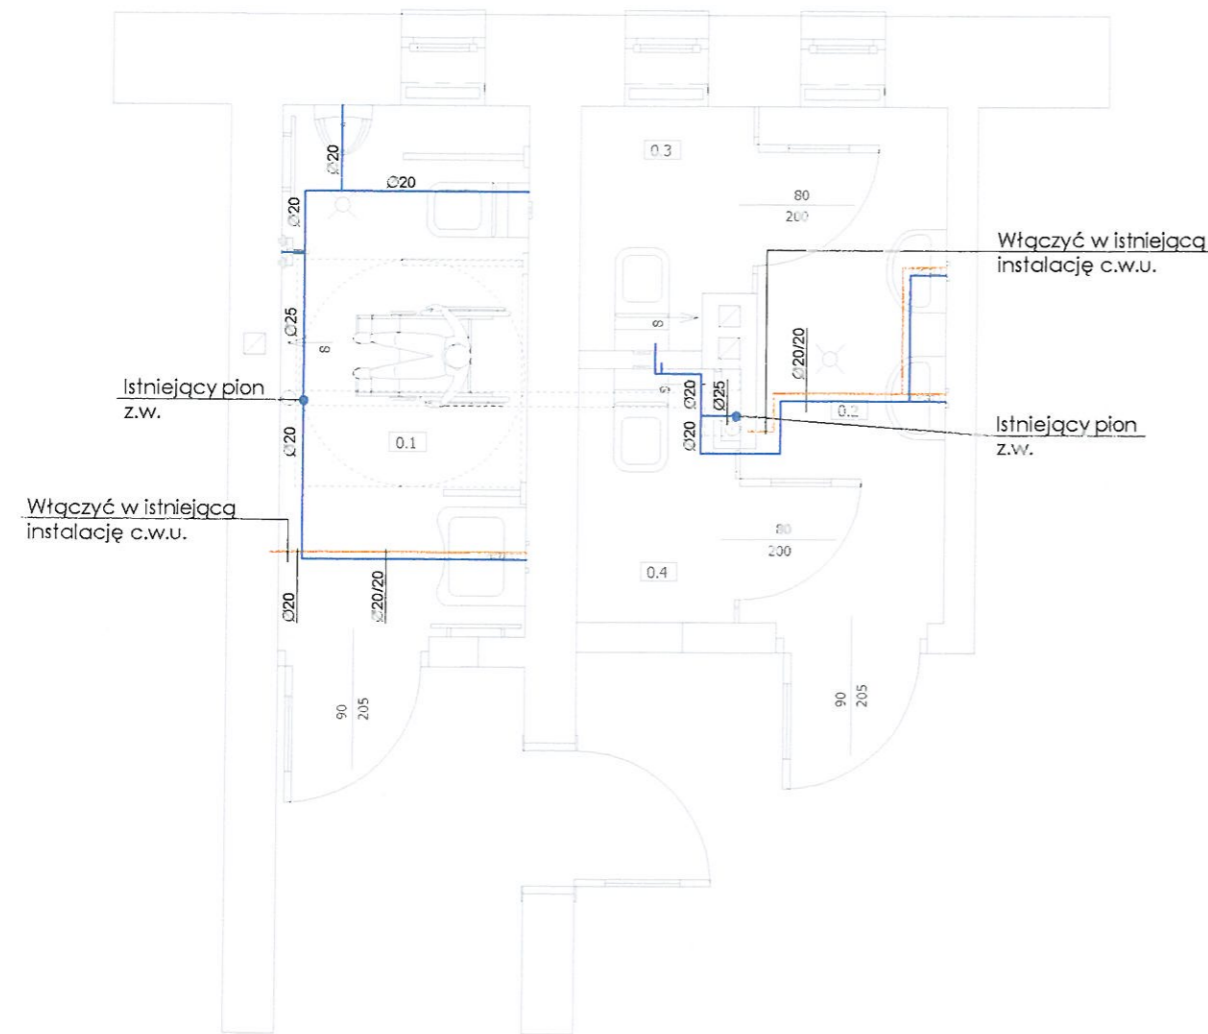 0.3
Ø20
Ø20
Ø20
80
200
Włączyć w istniejącą
instalację c.w.u.
Ø25
S
S
Ø20/20
Istniejący pion
z.w.
Ø20
Ø25
S
0.2
Ø20
0.1
Ø20
Istniejący pion
z.w.
Włączyć w istniejącą
instalację c.w.u.
80
200
0.4
Ø20
Ø20/20
90
205
90
205